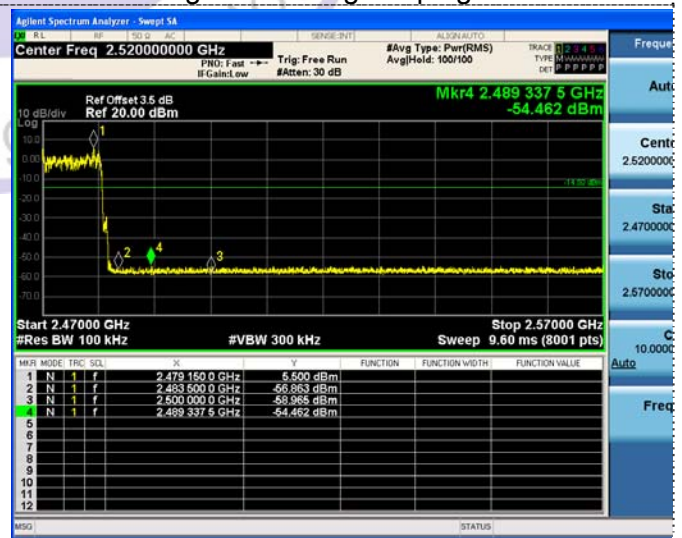 Agilent Spectrum Analyzer - Swept SA
RL RF 50 Ω AC SENSE:INT ALIGNAUTO
Center Freq 2.520000000 GHz
PNO: Fast
IFGain:Low
Trig: Free Run
#Atten: 30 dB
#Avg Type: Pwr(RMS)
Avg|Hold: 100/100
TRACE 1 2 3 4 5 6
TYPE M WWWWW
DET P P P P P P
Ref Offset 3.5 dB
Ref 20.00 dBm
10 dB/div
Log
Mkr4 2.489 337 5 GHz
-54.462 dBm
10.0
0.00
-10.0
-20.0
-30.0
-40.0
-50.0
-60.0
-70.0
1
2
4
3
Start 2.47000 GHz
Stop 2.57000 GHz
#Res BW 100 kHz #VBW 300 kHz Sweep 9.60 ms (8001 pts)
MKR MODE TRC SCL X Y FUNCTION FUNCTION WIDTH FUNCTION VALUE
1 N 1 f 2.479 150 0 GHz 5.500 dBm
2 N 1 f 2.483 500 0 GHz -56.863 dBm
3 N 1 f 2.500 000 0 GHz -58.965 dBm
4 N 1 f 2.489 337 5 GHz -54.462 dBm
5
6
7
8
9
10
11
12
MSG STATUS
Freque
Aut
Cent
2.5200000
Sta
2.4700000
Sto
2.5700000
C
10.0000
Auto
Freq